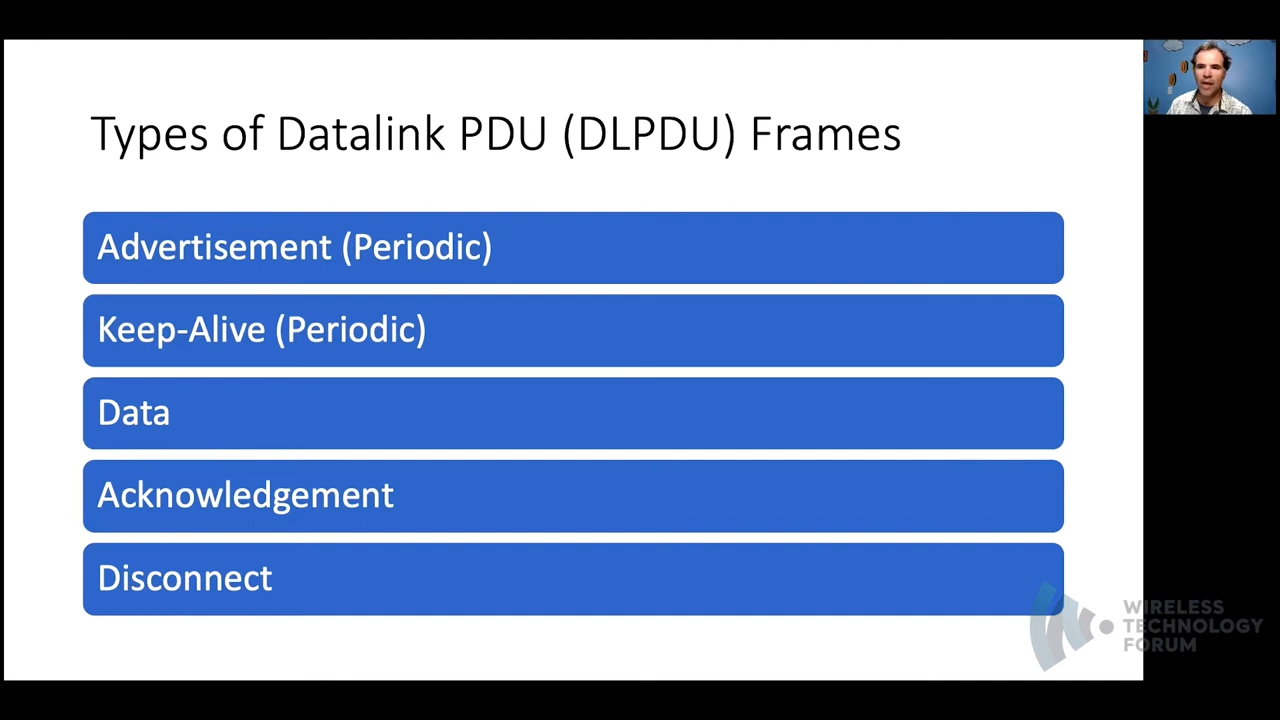 Types of Datalink PDU (DLPDU) Frames
Advertisement (Periodic)
Keep-Alive (Periodic)
Data
Acknowledgement
Disconnect
WIRELESS
TECHNOLOGY
FORUM